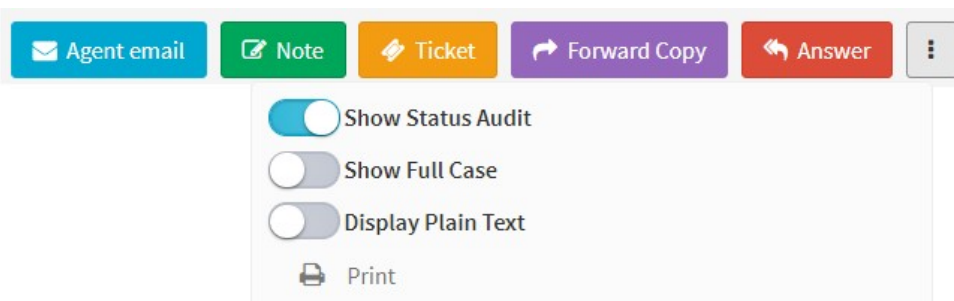 Agent email Note Ticket Forward Copy Answer
Show Status Audit
Show Full Case
Display Plain Text
Print